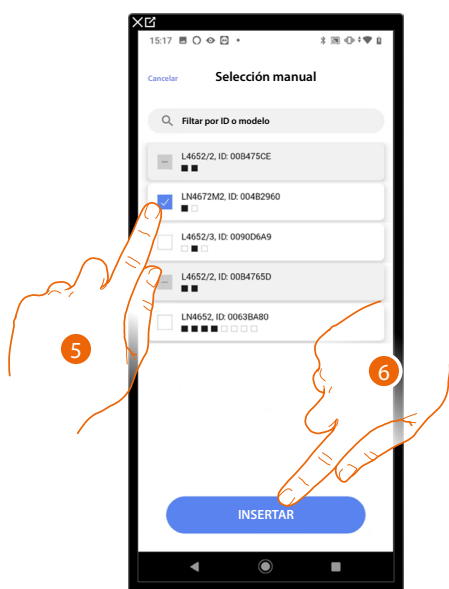 15:17
Cancelar
Selección manual
Filtar por ID o modelo
L4652/2, ID: 00B475CE
LN4672M2, ID: 004B2960
L4652/3, ID: 0090D6A9
L4652/2, ID: 00B4765D
LN4652, ID: 0063BA80
5
6
INSERTAR